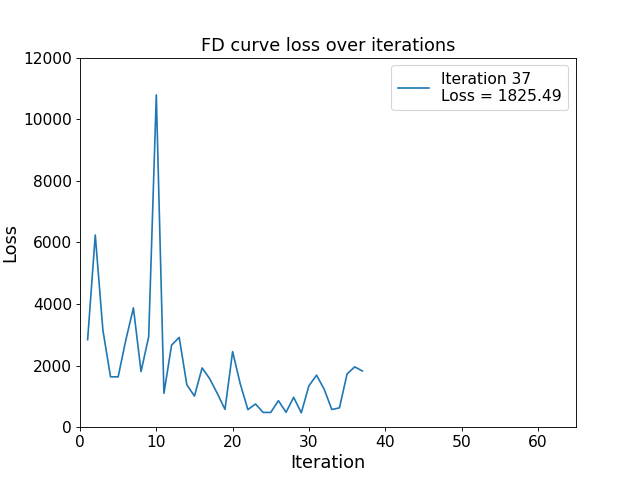 FD curve loss over iterations
12000
10000
8000
6000
4000
2000
0
Loss
Iteration 37
Loss = 1825.49
0 10 20 30 40 50 60
Iteration